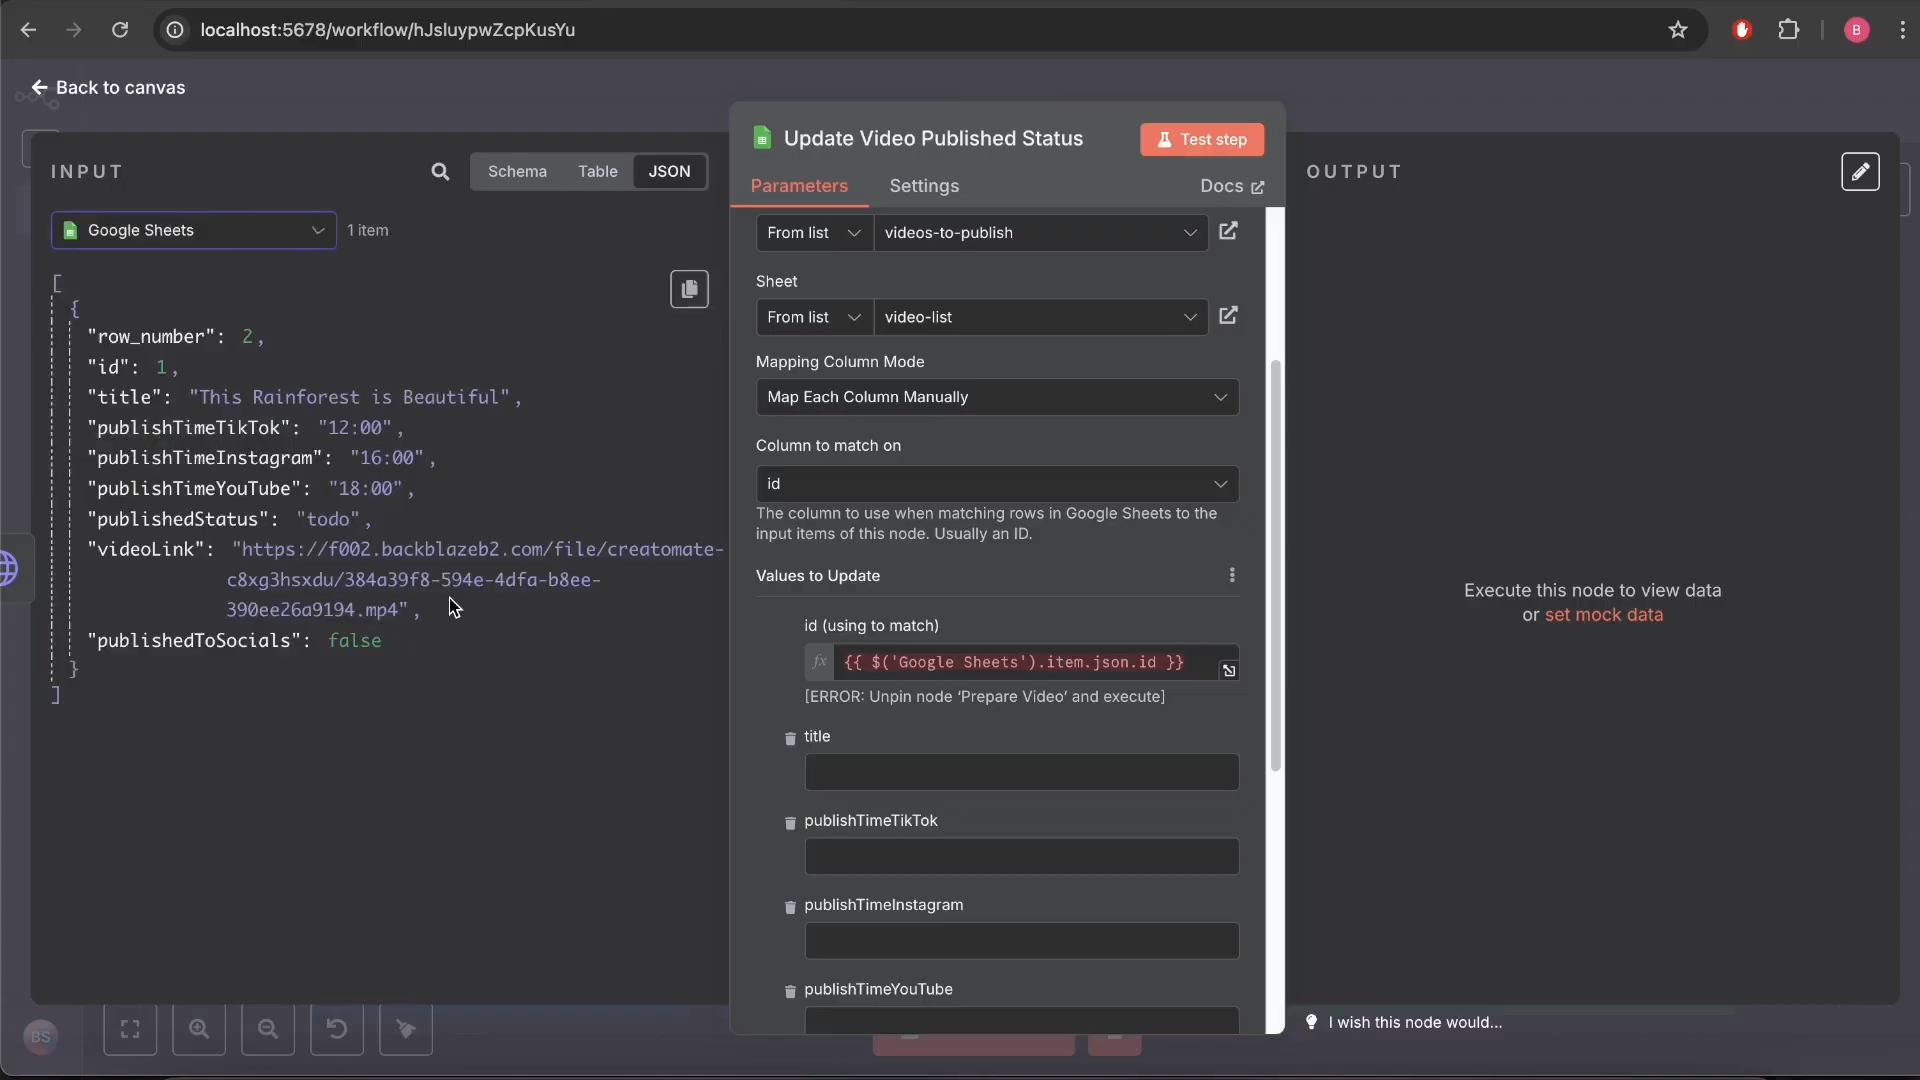 localhost:5678/workflow/hJsluypwZcpKusYu
B
Back to canvas
INPUT
Schema
Table
JSON
Google Sheets
1 item
[
{
"row_number": 2,
"id": 1,
"title": "This Rainforest is Beautiful",
"publishTimeTikTok": "12:00",
"publishTimeInstagram": "16:00",
"publishTimeYouTube": "18:00",
"publishedStatus": "todo",
"videoLink": "https://f002.backblazeb2.com/file/creatomate-
c8xg3hsxdu/384a39f8-594e-4dfa-b8ee-
390ee26a9194.mp4",
"publishedToSocials": false
}
]
Update Video Published Status
Test step
Parameters
Settings
Docs
From list
videos-to-publish
Sheet
From list
video-list
Mapping Column Mode
Map Each Column Manually
Column to match on
id
The column to use when matching rows in Google Sheets to the
input items of this node. Usually an ID.
Values to Update
id (using to match)
fx
{{ $('Google Sheets').item.json.id }}
[ERROR: Unpin node ‘Prepare Video’ and execute]
title
publishTimeTikTok
publishTimeInstagram
publishTimeYouTube
OUTPUT
Execute this node to view data
or set mock data
I wish this node would...
BS